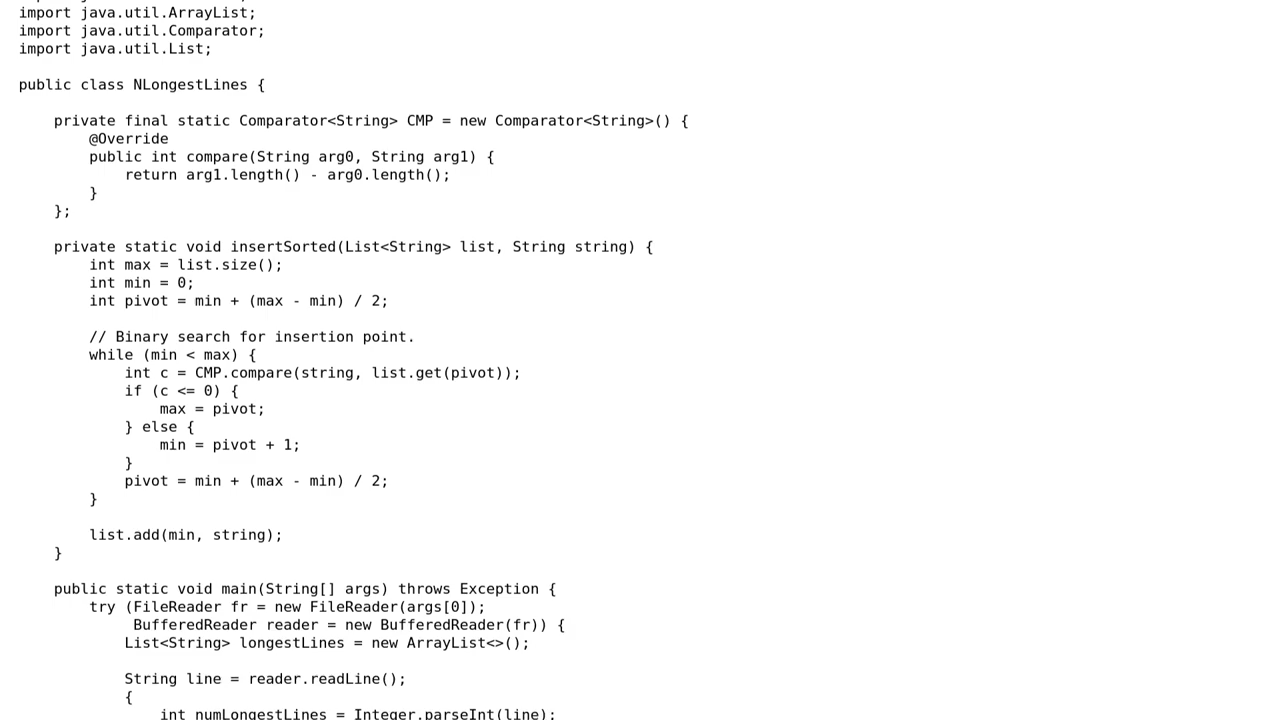 import java.util.ArrayList;
import java.util.Comparator;
import java.util.List;

public class NLongestLines {

    private final static Comparator<String> CMP = new Comparator<String>() {
        @Override
        public int compare(String arg0, String arg1) {
            return arg1.length() - arg0.length();
        }
    };

    private static void insertSorted(List<String> list, String string) {
        int max = list.size();
        int min = 0;
        int pivot = min + (max - min) / 2;

        // Binary search for insertion point.
        while (min < max) {
            int c = CMP.compare(string, list.get(pivot));
            if (c <= 0) {
                max = pivot;
            } else {
                min = pivot + 1;
            }
            pivot = min + (max - min) / 2;
        }

        list.add(min, string);
    }

    public static void main(String[] args) throws Exception {
        try (FileReader fr = new FileReader(args[0]);
             BufferedReader reader = new BufferedReader(fr)) {
            List<String> longestLines = new ArrayList<>();

            String line = reader.readLine();
            {
                int numLongestLines = Integer.parseInt(line);